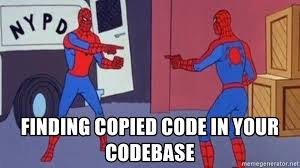 NYPD
FINDING COPIED CODE IN YOUR
CODEBASE
memegenerator.net